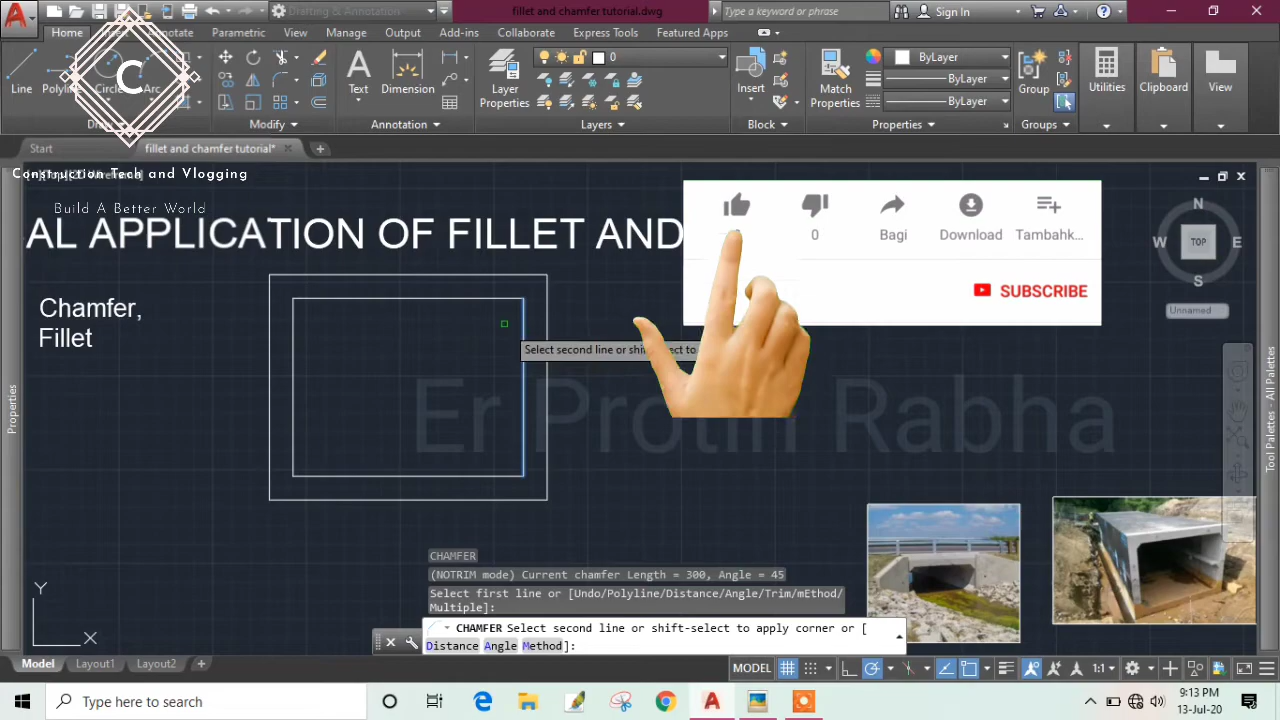 Drafting & Annotation
fillet and chamfer tutorial.dwg
Type a keyword or phrase
Sign In
Home
Annotate
Parametric
View
Manage
Output
Add-ins
Collaborate
Express Tools
Featured Apps
Line
Polyline
Circle
Arc
Text
Dimension
Layer
Properties
0
Insert
Match
Properties
ByLayer
ByLayer
ByLayer
Group
Utilities
Clipboard
View
Modify
Annotation
Layers
Block
Properties
Groups
Start
fillet and chamfer tutorial*
C
Construction Tech and Vlogging
Build A Better World
AL APPLICATION OF FILLET AND
Chamfer,
Fillet
0
Bagi
Download
Tambahk...
SUBSCRIBE
N
W
TOP
E
S
Unnamed
Select second line or shift-select to
Er Protin Rabha
Properties
Tool Palettes - All Palettes
Y
X
CHAMFER
(NOTRIM mode) Current chamfer Length = 300, Angle = 45
Select first line or [Undo/Polyline/Distance/Angle/Trim/mEthod/
Multiple]:
CHAMFER Select second line or shift-select to apply corner or [
Distance Angle Method]:
Model
Layout1
Layout2
MODEL
1:1
Type here to search
9:13 PM
13-Jul-20